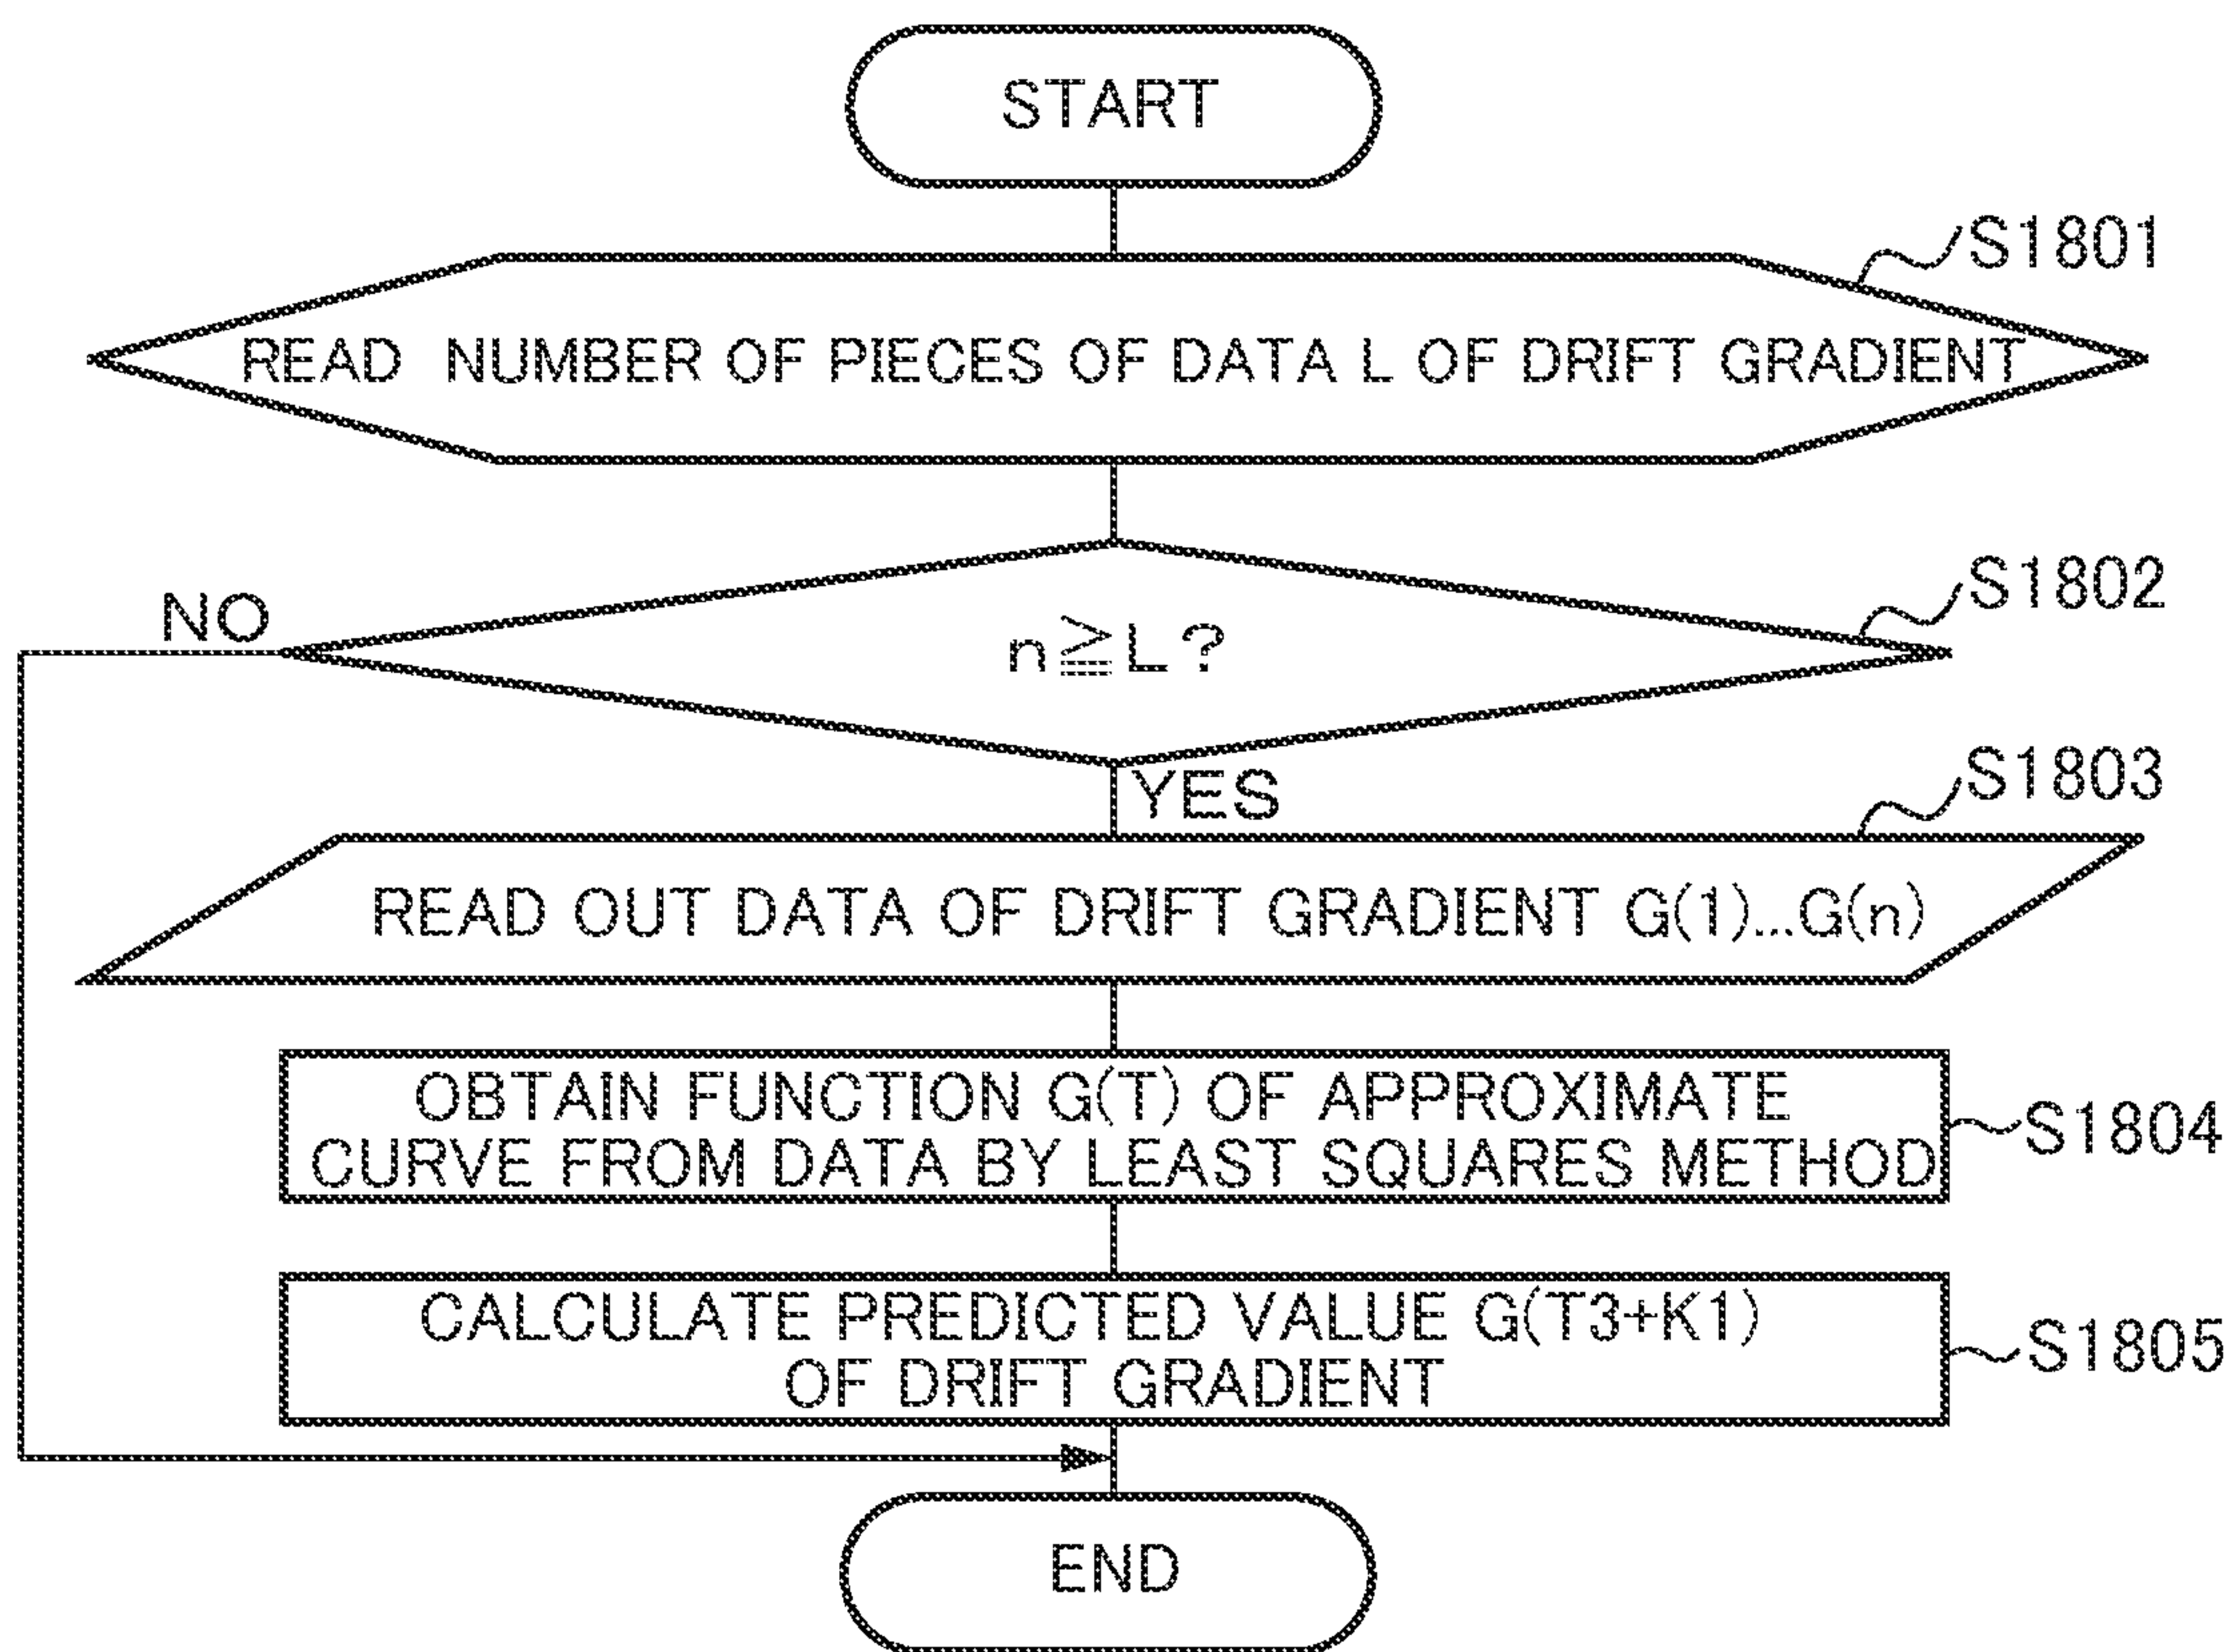 START
S1801
READ NUMBER OF PIECES OF DATA L OF DRIFT GRADIENT
S1802
NO
n≧L?
YES
S1803
READ OUT DATA OF DRIFT GRADIENT G(1)...G(n)
OBTAIN FUNCTION G(T) OF APPROXIMATE
CURVE FROM DATA BY LEAST SQUARES METHOD
S1804
CALCULATE PREDICTED VALUE G(T3+K1)
OF DRIFT GRADIENT
S1805
END